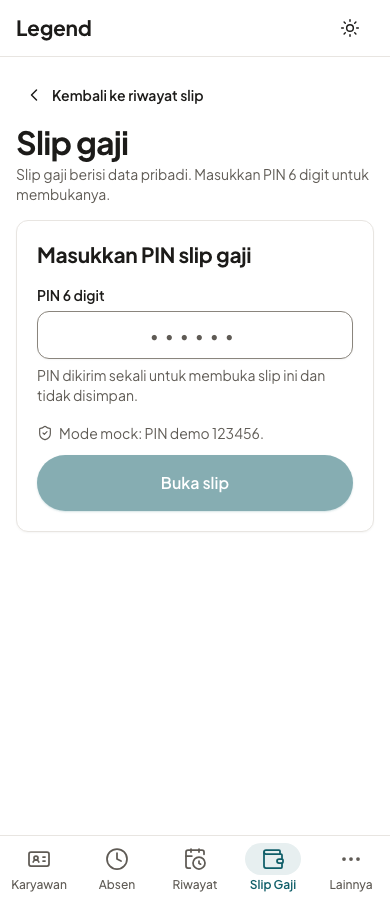 Legend
Kembali ke riwayat slip
Slip gaji
Slip gaji berisi data pribadi. Masukkan PIN 6 digit untuk
membukanya.
Masukkan PIN slip gaji
PIN 6 digit
••••••
PIN dikirim sekali untuk membuka slip ini dan
tidak disimpan.
Mode mock: PIN demo 123456.
Buka slip
Karyawan
Absen
Riwayat
Slip Gaji
Lainnya